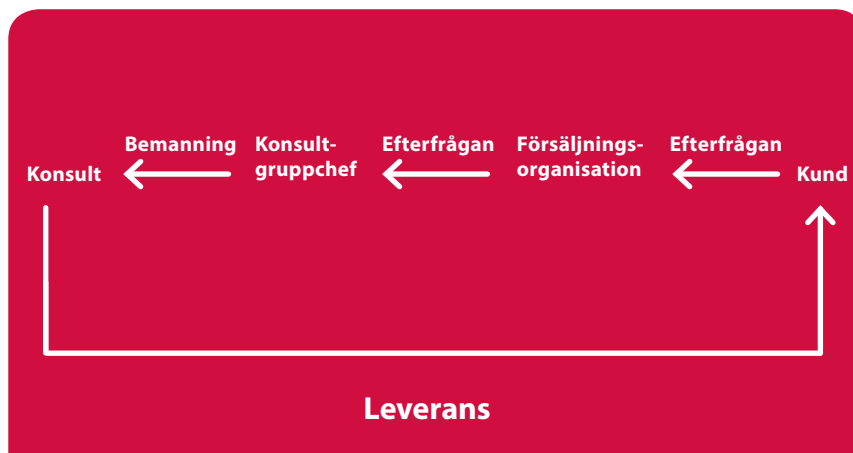 Bemanning
Konsult-
gruppchef
Efterfrågan
Försäljnings-
organisation
Efterfrågan
Konsult
Kund
Leverans